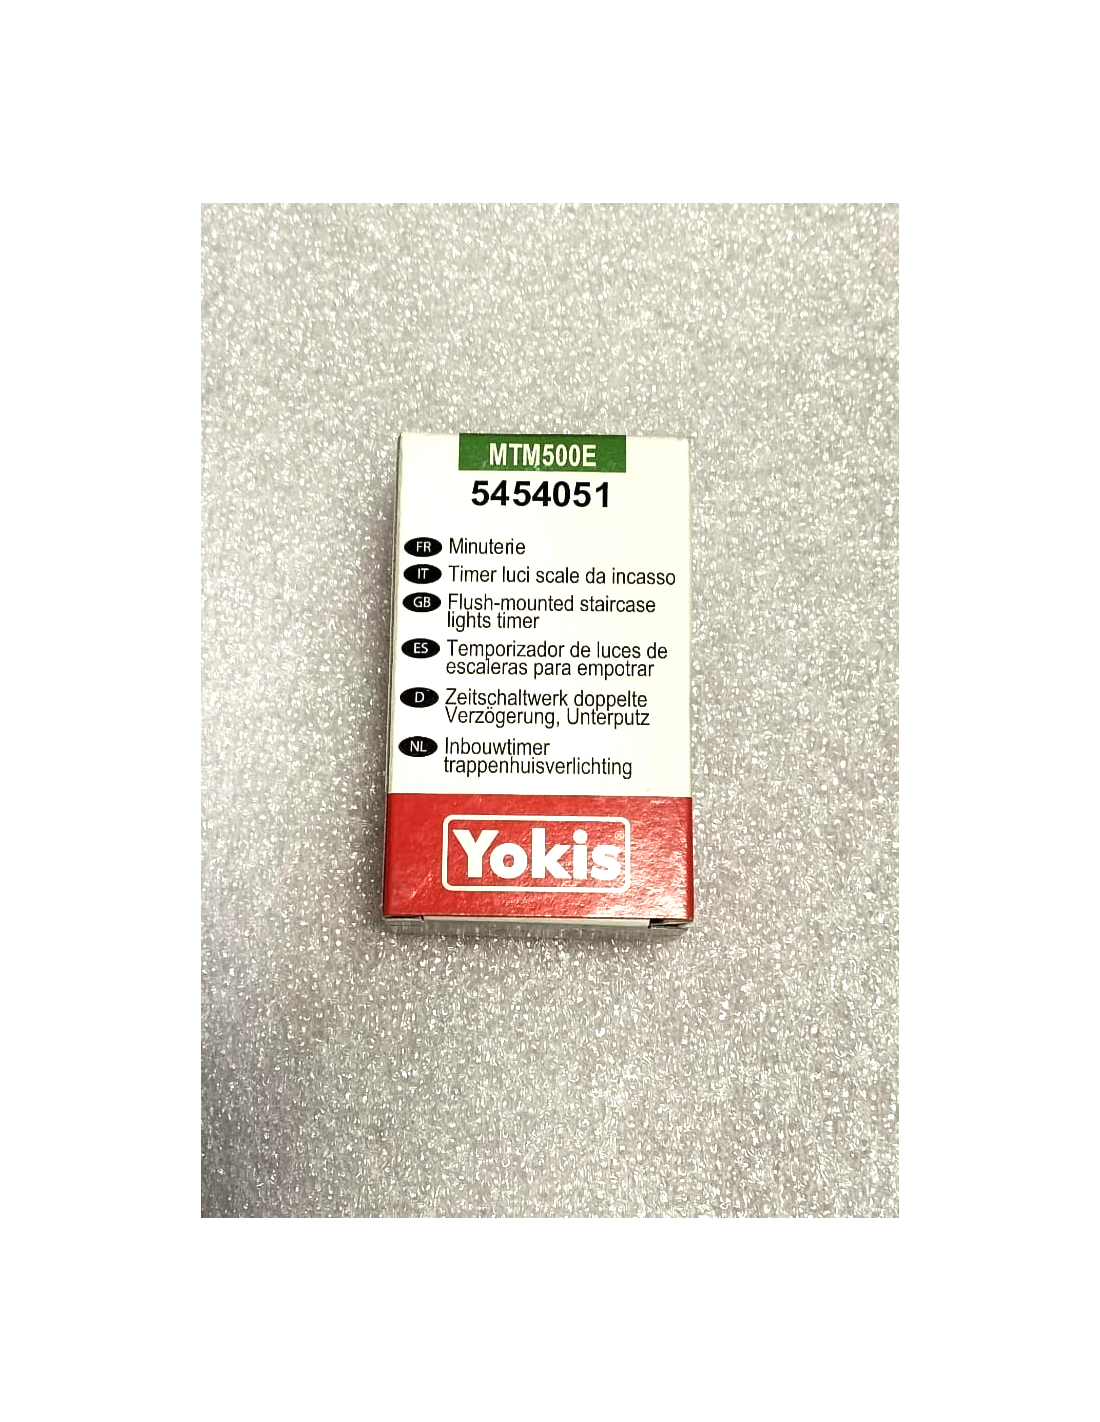 MTM500E
5454051
FR Minuterie
IT Timer luci scale da incasso
GB Flush-mounted staircase
lights timer
ES Temporizador de luces de
escaleras para empotrar
D Zeitschaltwerk doppelte
Verzögerung, Unterputz
NL Inbouwtimer
trappenhuisverlichting
Yokis